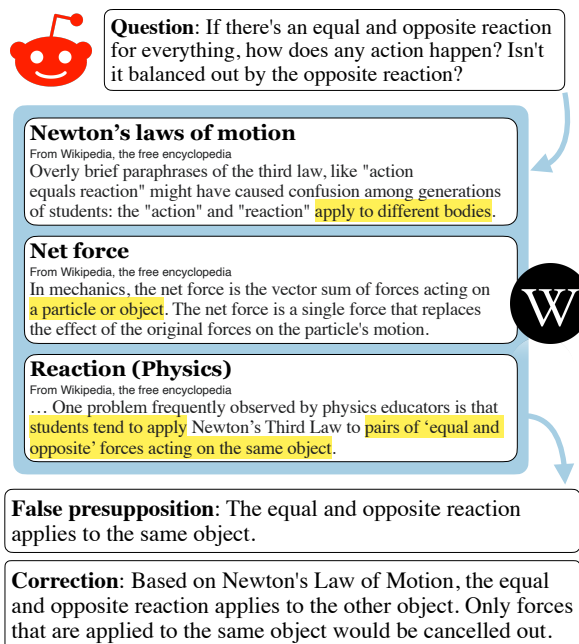 Question: If there's an equal and opposite reaction
for everything, how does any action happen? Isn't
it balanced out by the opposite reaction?
Newton's laws of motion
From Wikipedia, the free encyclopedia
Overly brief paraphrases of the third law, like "action
equals reaction" might have caused confusion among generations
of students: the "action" and "reaction" apply to different bodies.
Net force
From Wikipedia, the free encyclopedia
In mechanics, the net force is the vector sum of forces acting on
a particle or object. The net force is a single force that replaces
the effect of the original forces on the particle's motion.
W
Reaction (Physics)
From Wikipedia, the free encyclopedia
… One problem frequently observed by physics educators is that
students tend to apply Newton's Third Law to pairs of 'equal and
opposite' forces acting on the same object.
False presupposition: The equal and opposite reaction
applies to the same object.
Correction: Based on Newton's Law of Motion, the equal
and opposite reaction applies to the other object. Only forces
that are applied to the same object would be cancelled out.